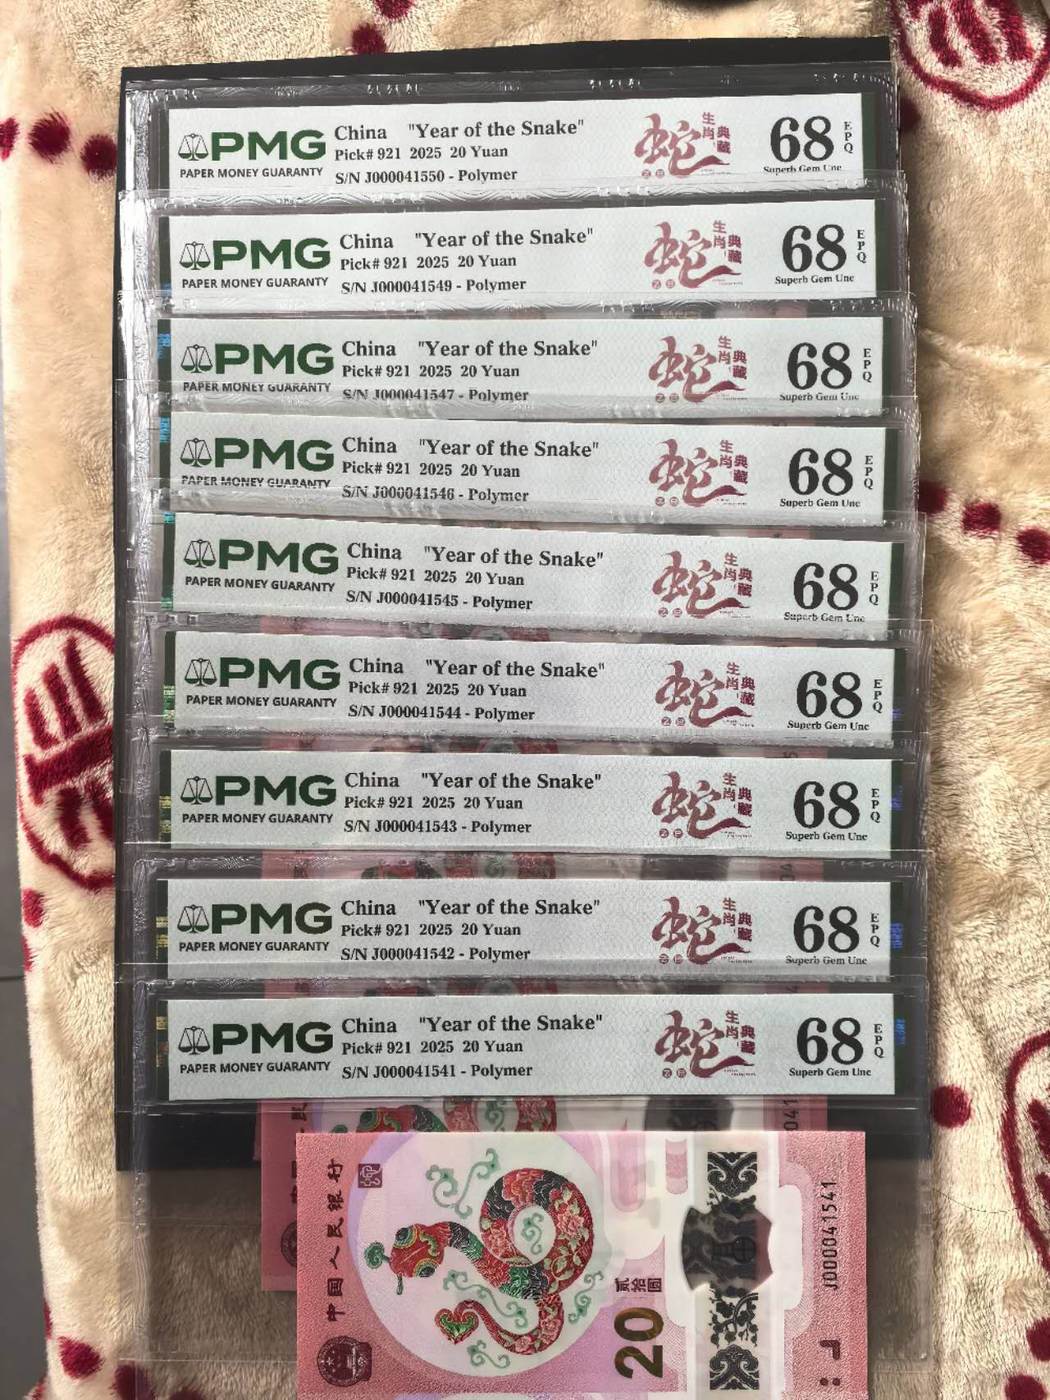 PMG
PAPER MONEY GUARANTY
China "Year of the Snake"
Pick# 921 2025 20 Yuan
S/N J000041550 - Polymer
蛇
生肖典藏
68
EPQ
Superb Gem Unc
PMG
PAPER MONEY GUARANTY
China "Year of the Snake"
Pick# 921 2025 20 Yuan
S/N J000041549 - Polymer
蛇
生肖典藏
68
EPQ
Superb Gem Unc
PMG
PAPER MONEY GUARANTY
China "Year of the Snake"
Pick# 921 2025 20 Yuan
S/N J000041547 - Polymer
蛇
生肖典藏
68
EPQ
Superb Gem Unc
PMG
PAPER MONEY GUARANTY
China "Year of the Snake"
Pick# 921 2025 20 Yuan
S/N J000041546 - Polymer
蛇
生肖典藏
68
EPQ
Superb Gem Unc
PMG
PAPER MONEY GUARANTY
China "Year of the Snake"
Pick# 921 2025 20 Yuan
S/N J000041545 - Polymer
蛇
生肖典藏
68
EPQ
Superb Gem Unc
PMG
PAPER MONEY GUARANTY
China "Year of the Snake"
Pick# 921 2025 20 Yuan
S/N J000041544 - Polymer
蛇
生肖典藏
68
EPQ
Superb Gem Unc
PMG
PAPER MONEY GUARANTY
China "Year of the Snake"
Pick# 921 2025 20 Yuan
S/N J000041543 - Polymer
蛇
生肖典藏
68
EPQ
Superb Gem Unc
PMG
PAPER MONEY GUARANTY
China "Year of the Snake"
Pick# 921 2025 20 Yuan
S/N J000041542 - Polymer
蛇
生肖典藏
68
EPQ
Superb Gem Unc
PMG
PAPER MONEY GUARANTY
China "Year of the Snake"
Pick# 921 2025 20 Yuan
S/N J000041541 - Polymer
蛇
生肖典藏
68
EPQ
Superb Gem Unc
中国人民银行
贰拾圆
20
J000041541